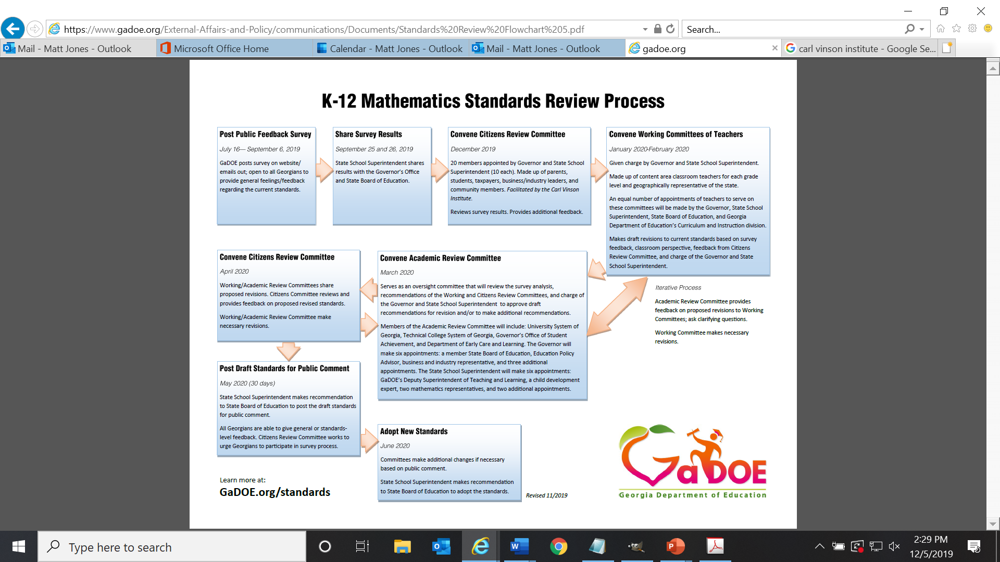 https://www.gadoe.org/External-Affairs-and-Policy/communications/Documents/Standards%20Review%20Flowchart%205.pdf
Search...
Mail - Matt Jones - Outlook
Microsoft Office Home
Calendar - Matt Jones - Outlook
Mail - Matt Jones - Outlook
gadoe.org
carl vinson institute - Google Se...
K-12 Mathematics Standards Review Process
Post Public Feedback Survey
July 16— September 6, 2019
GaDOE posts survey on website/
emails out; open to all Georgians to
provide general feelings/feedback
regarding the current standards.
Share Survey Results
September 25 and 26, 2019
State School Superintendent shares
results with the Governor's Office
and State Board of Education.
Convene Citizens Review Committee
December 2019
20 members appointed by Governor and State School
Superintendent (10 each). Made up of parents,
students, taxpayers, business/industry leaders, and
community members. Facilitated by the Carl Vinson
Institute.
Reviews survey results. Provides additional feedback.
Convene Working Committees of Teachers
January 2020-February 2020
Given charge by Governor and State School Superintendent.
Made up of content area classroom teachers for each grade
level and geographically representative of the state.
An equal number of appointments of teachers to serve on
these committees will be made by the Governor, State School
Superintendent, State Board of Education, and Georgia
Department of Education's Curriculum and Instruction division.
Makes draft revisions to current standards based on survey
feedback, classroom perspective, feedback from Citizens
Review Committee, and charge of the Governor and State
School Superintendent.
Convene Citizens Review Committee
April 2020
Working/Academic Review Committees share
proposed revisions. Citizens Committee reviews and
provides feedback on proposed revised standards.
Working/Academic Review Committee make
necessary revisions.
Convene Academic Review Committee
March 2020
Serves as an oversight committee that will review the survey analysis,
recommendations of the Working and Citizens Review Committees, and charge of
the Governor and State School Superintendent to approve draft
recommendations for revision and/or to make additional recommendations.
Members of the Academic Review Committee will include: University System of
Georgia, Technical College System of Georgia, Governor's Office of Student
Achievement, and Department of Early Care and Learning. The Governor will
make six appointments: a member State Board of Education, Education Policy
Advisor, business and industry representative, and three additional
appointments. The State School Superintendent will make six appointments:
GaDOE's Deputy Superintendent of Teaching and Learning, a child development
expert, two mathematics representatives, and two additional appointments.
Iterative Process
Academic Review Committee provides
feedback on proposed revisions to Working
Committees; ask clarifying questions.
Working Committee makes necessary
revisions.
Post Draft Standards for Public Comment
May 2020 (30 days)
State School Superintendent makes recommendation
to State Board of Education to post the draft standards
for public comment.
All Georgians are able to give general or standards-
level feedback. Citizens Review Committee works to
urge Georgians to participate in survey process.
Adopt New Standards
June 2020
Committees make additional changes if necessary
based on public comment.
State School Superintendent makes recommendation
to State Board of Education to adopt the standards.
Learn more at:
GaDOE.org/standards
Revised 11/2019
GaDOE
Georgia Department of Education
Type here to search
2:29 PM
12/5/2019